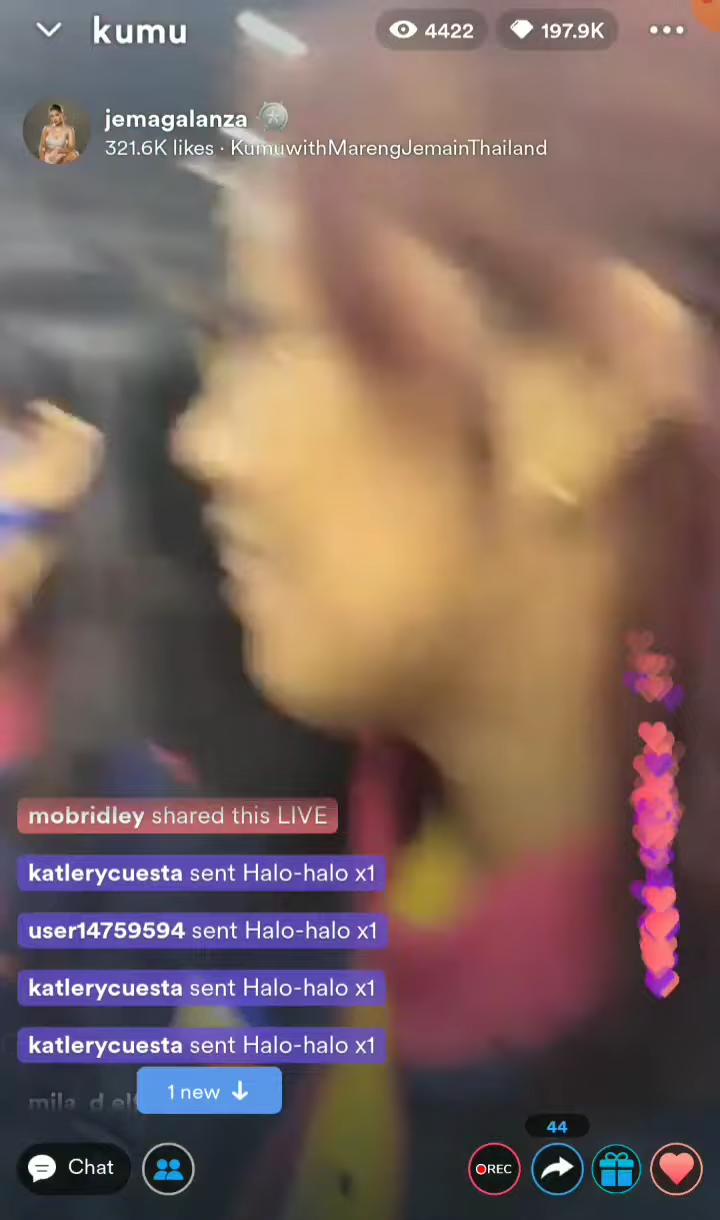 kumu
4422
197.9K
jemagalanza
321.6K likes · KumuwithMarengJemainThailand
mobridley shared this LIVE
katlerycuesta sent Halo-halo x1
user14759594 sent Halo-halo x1
katlerycuesta sent Halo-halo x1
katlerycuesta sent Halo-halo x1
mila_d_elf
1 new
44
Chat
REC